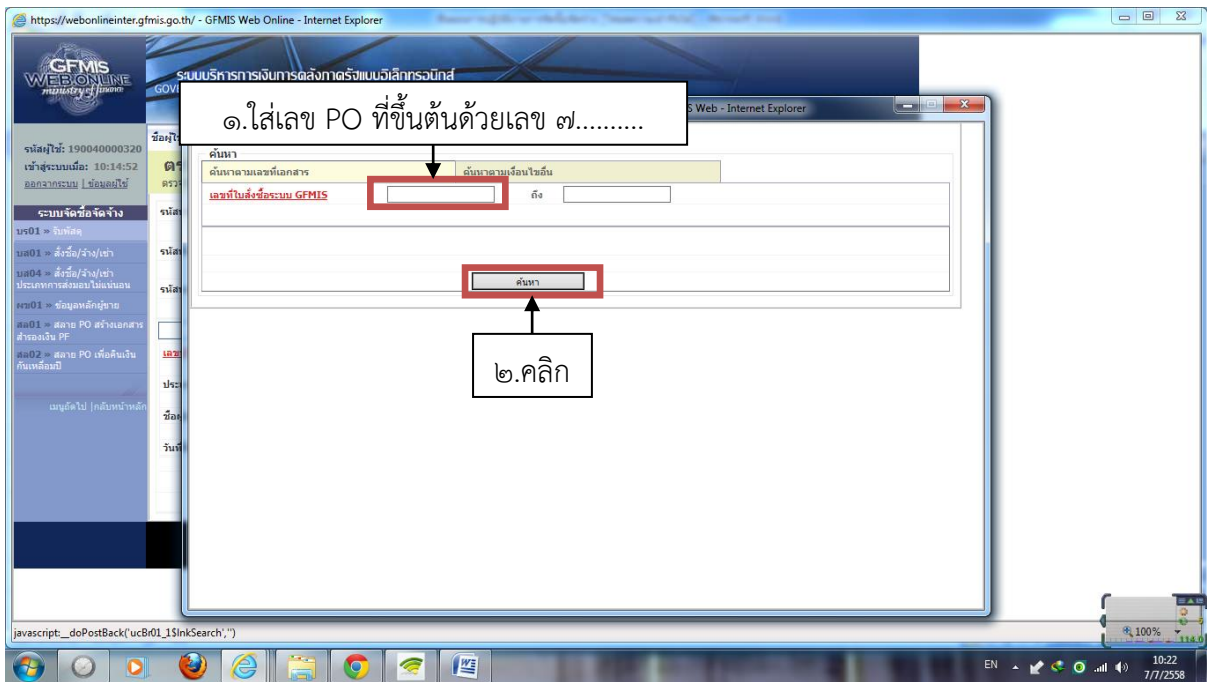 https://webonlineinter.gfmis.go.th/ - GFMIS Web Online - Internet Explorer
GFMIS
WEB ONLINE
ministry of finance
ระบบบริหารการเงินการคลังภาครัฐแบบอิเล็กทรอนิกส์
GOV
S Web - Internet Explorer
๑.ใส่เลข PO ที่ขึ้นต้นด้วยเลข ๗..........
รหัสผู้ใช้: 190040000320
เข้าสู่ระบบเมื่อ: 10:14:52
ออกจากระบบ | ข้อมูลผู้ใช้
ระบบจัดซื้อจัดจ้าง
บร01 » รับพัสดุ
บส01 » สั่งซื้อ/จ้าง/เช่า
บส04 » สั่งซื้อ/จ้าง/เช่า
ประเภทการส่งมอบไม่แน่นอน
ผข01 » ข้อมูลหลักผู้ขาย
สล01 » สลาย PO สร้างเอกสาร
สำรองเงิน PF
สล02 » สลาย PO เพื่อคืนเงิน
กันเหลื่อมปี
เมนูถัดไป |กลับหน้าหลัก
ค้นหา
ค้นหาตามเลขที่เอกสาร
ค้นหาตามเงื่อนไขอื่น
เลขที่ใบสั่งซื้อระบบ GFMIS
ถึง
ค้นหา
๒.คลิก
javascript:__doPostBack('ucBr01_1$lnkSearch','')
100%
114.0
EN
10:22
7/7/2558